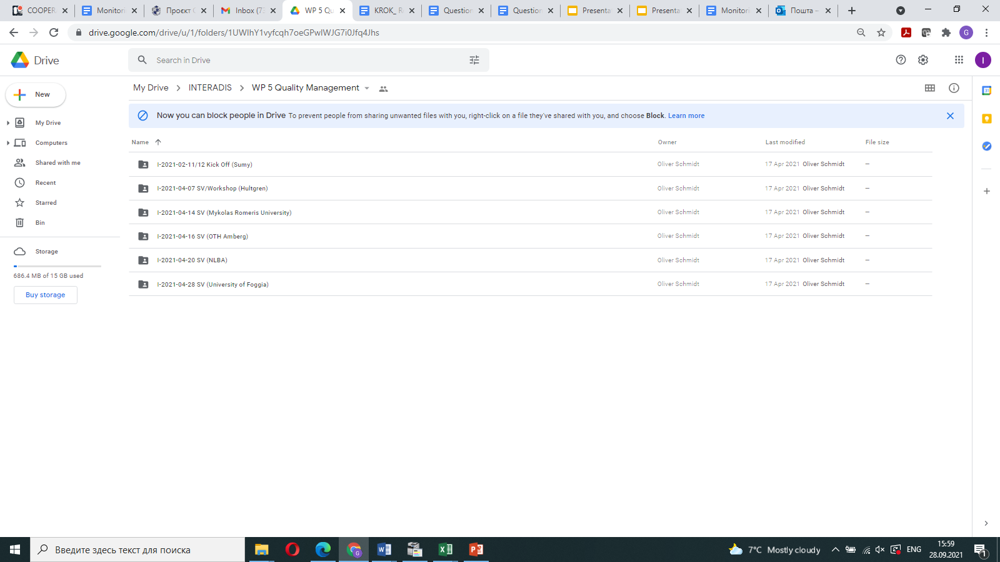 COOPER
Monitori
Проєкт С
Inbox (73
WP 5 Qu
KROK_ R
Question
Question
Presenta
Presenta
Monitori
Пошта –
drive.google.com/drive/u/1/folders/1UWIhY1vyfcqh7oeGPwIWJG7i0Jfq4Jhs
G
Drive
Search in Drive
I
New
My Drive
INTERADIS
WP 5 Quality Management
Now you can block people in Drive To prevent people from sharing unwanted files with you, right-click on a file they've shared with you, and choose Block. Learn more
My Drive
Computers
Shared with me
Recent
Starred
Bin
Storage
686.4 MB of 15 GB used
Buy storage
Name Owner Last modified File size
I-2021-02-11/12 Kick Off (Sumy) Oliver Schmidt 17 Apr 2021 Oliver Schmidt –
I-2021-04-07 SV/Workshop (Hultgren) Oliver Schmidt 17 Apr 2021 Oliver Schmidt –
I-2021-04-14 SV (Mykolas Romeris University) Oliver Schmidt 17 Apr 2021 Oliver Schmidt –
I-2021-04-16 SV (OTH Amberg) Oliver Schmidt 17 Apr 2021 Oliver Schmidt –
I-2021-04-20 SV (NLBA) Oliver Schmidt 17 Apr 2021 Oliver Schmidt –
I-2021-04-28 SV (University of Foggia) Oliver Schmidt 17 Apr 2021 Oliver Schmidt –
31
Введите здесь текст для поиска
7°C Mostly cloudy
ENG
15:59
28.09.2021
1